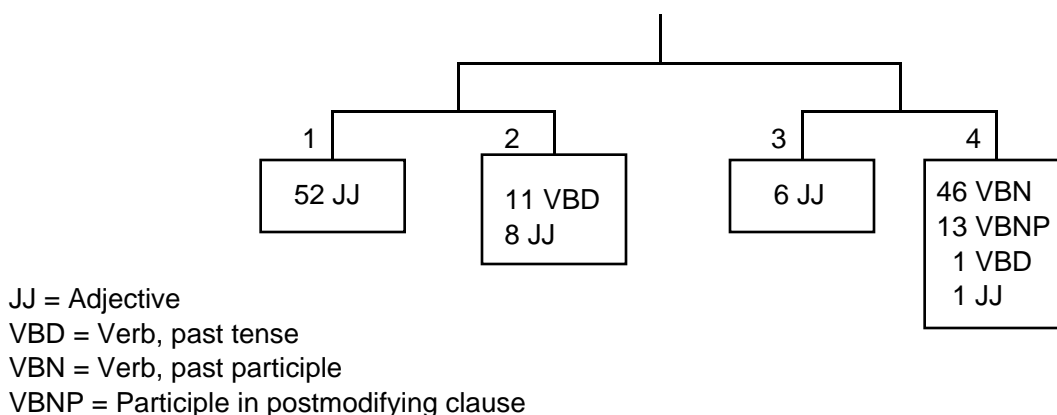 1
2
3
4
52 JJ
11 VBD
8 JJ
6 JJ
46 VBN
13 VBNP
1 VBD
1 JJ
JJ = Adjective
VBD = Verb, past tense
VBN = Verb, past participle
VBNP = Participle in postmodifying clause